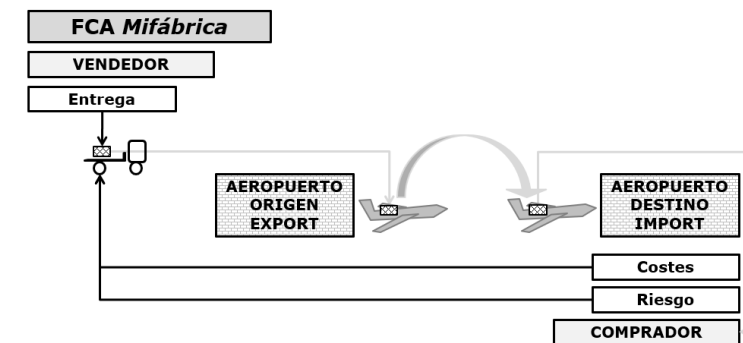 FCA Mifábrica
VENDEDOR
Entrega
AEROPUERTO
ORIGEN
EXPORT
AEROPUERTO
DESTINO
IMPORT
Costes
Riesgo
COMPRADOR